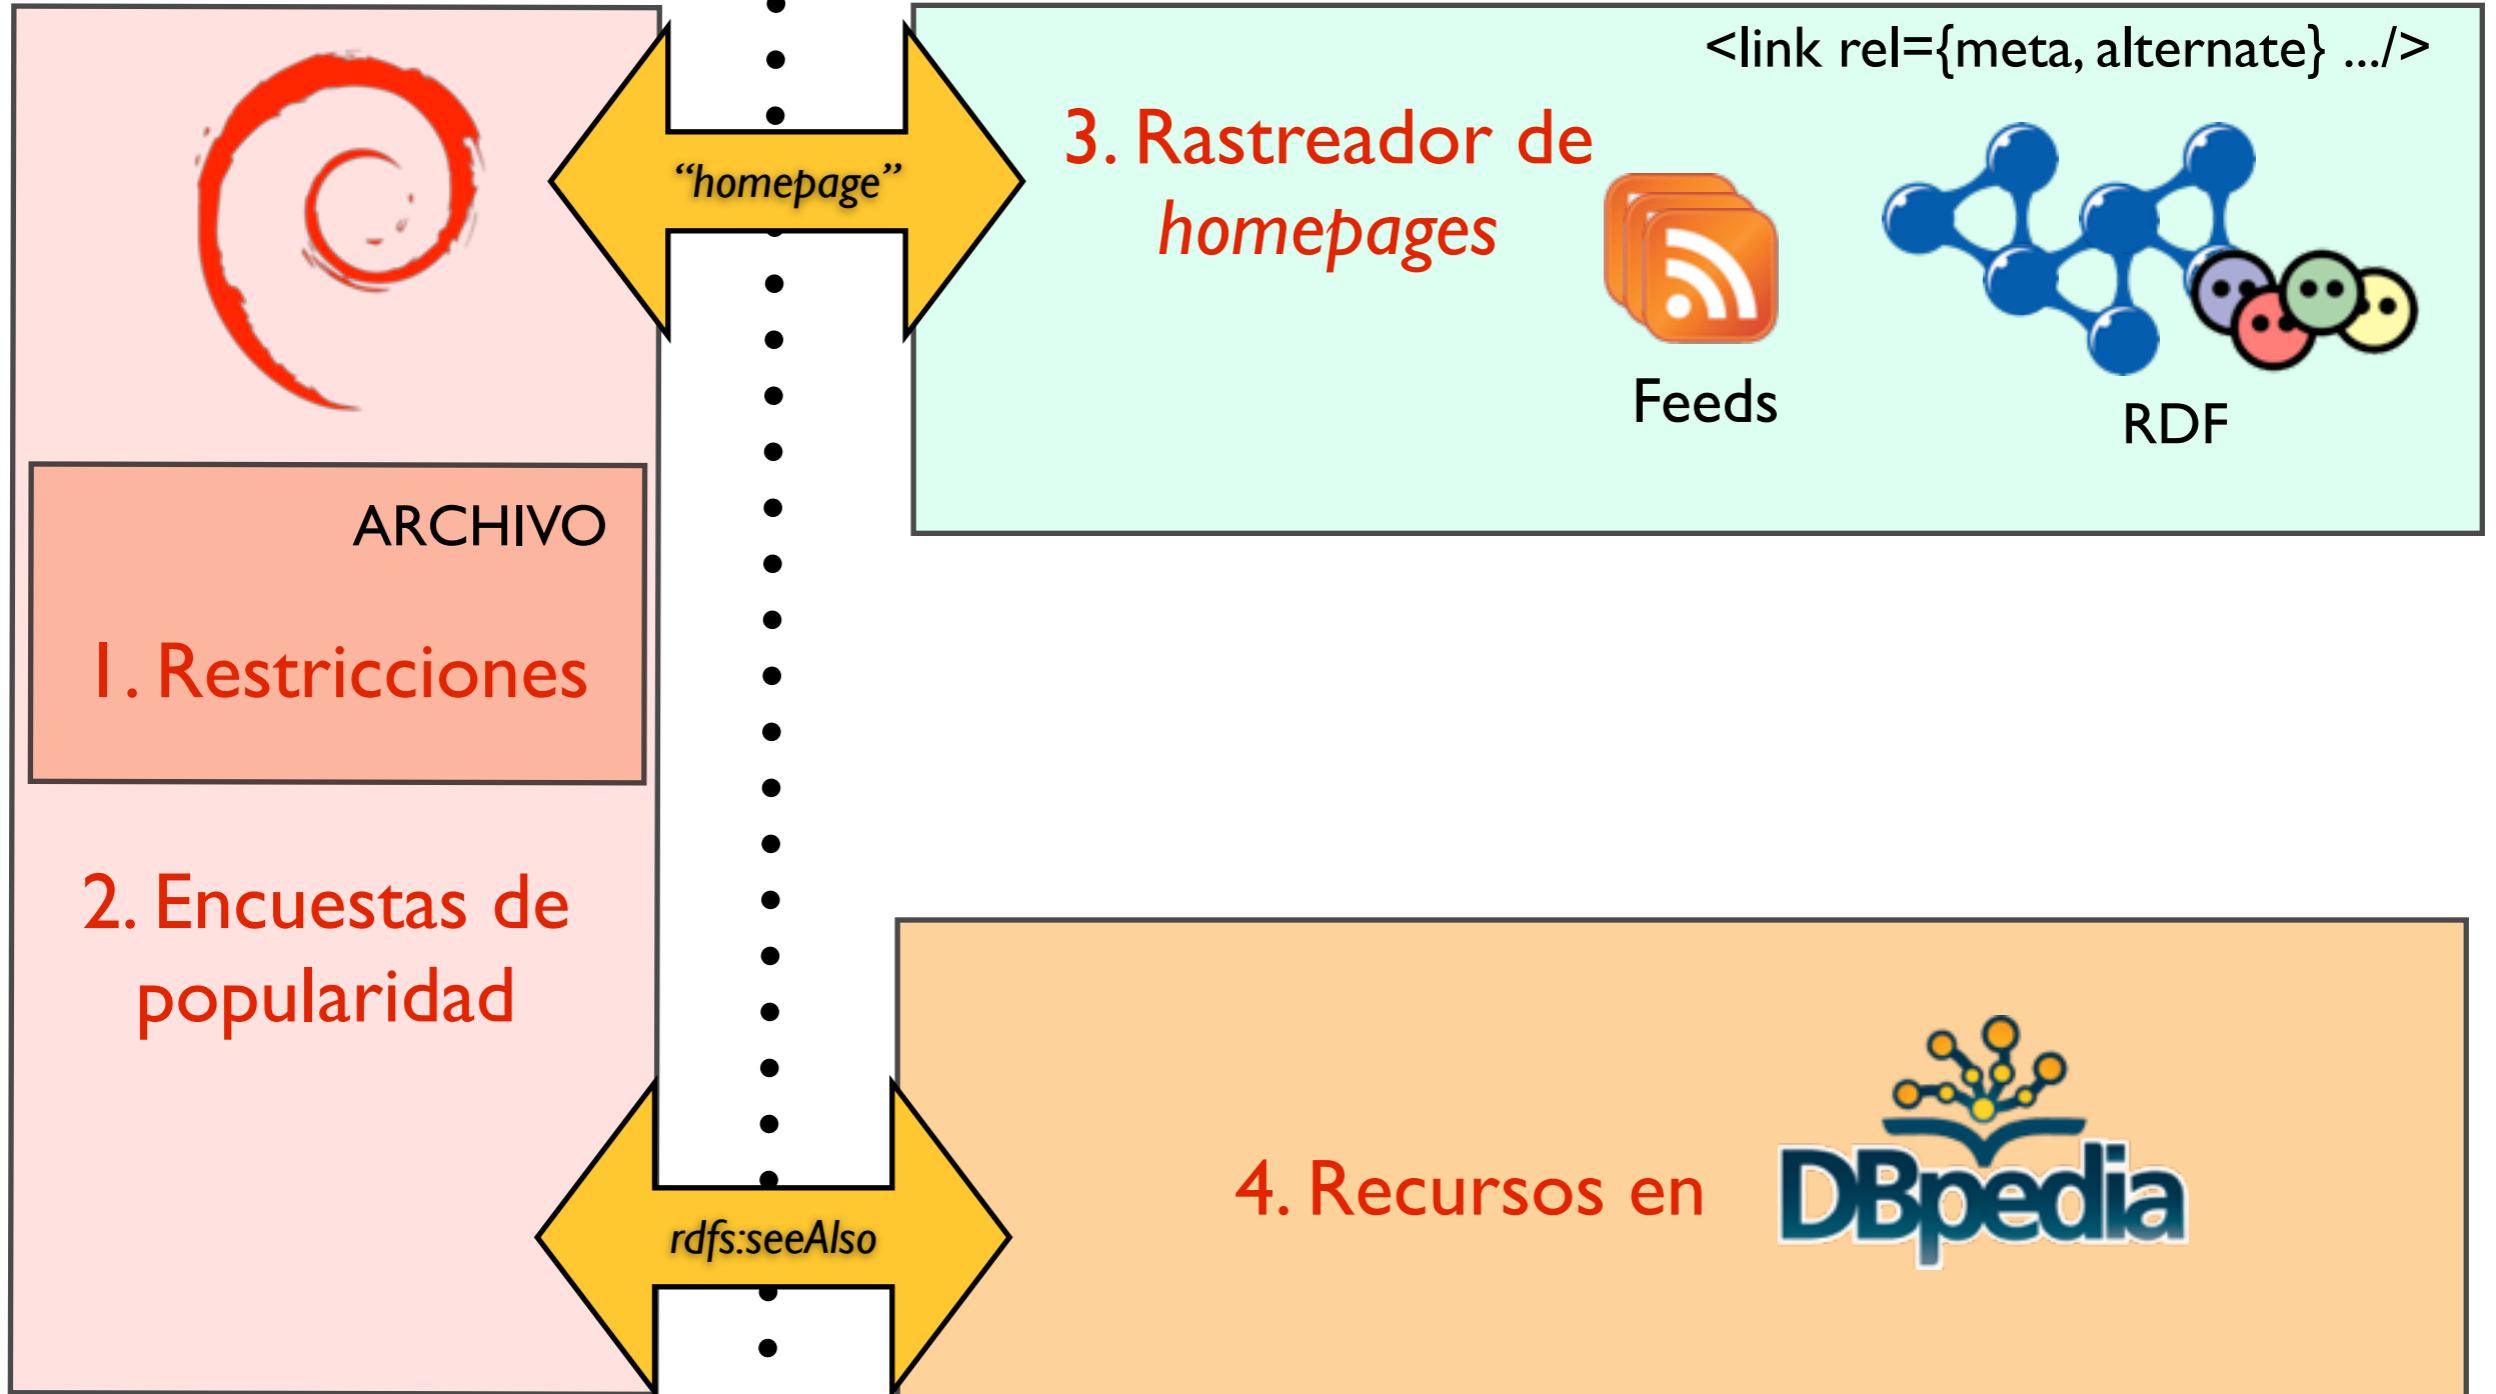 <link rel={meta, alternate} .../>
“homepage”
3. Rastreador de
homepages
Feeds
RDF
ARCHIVO
1. Restricciones
2. Encuestas de
popularidad
4. Recursos en
DBpedia
rdfs:seeAlso